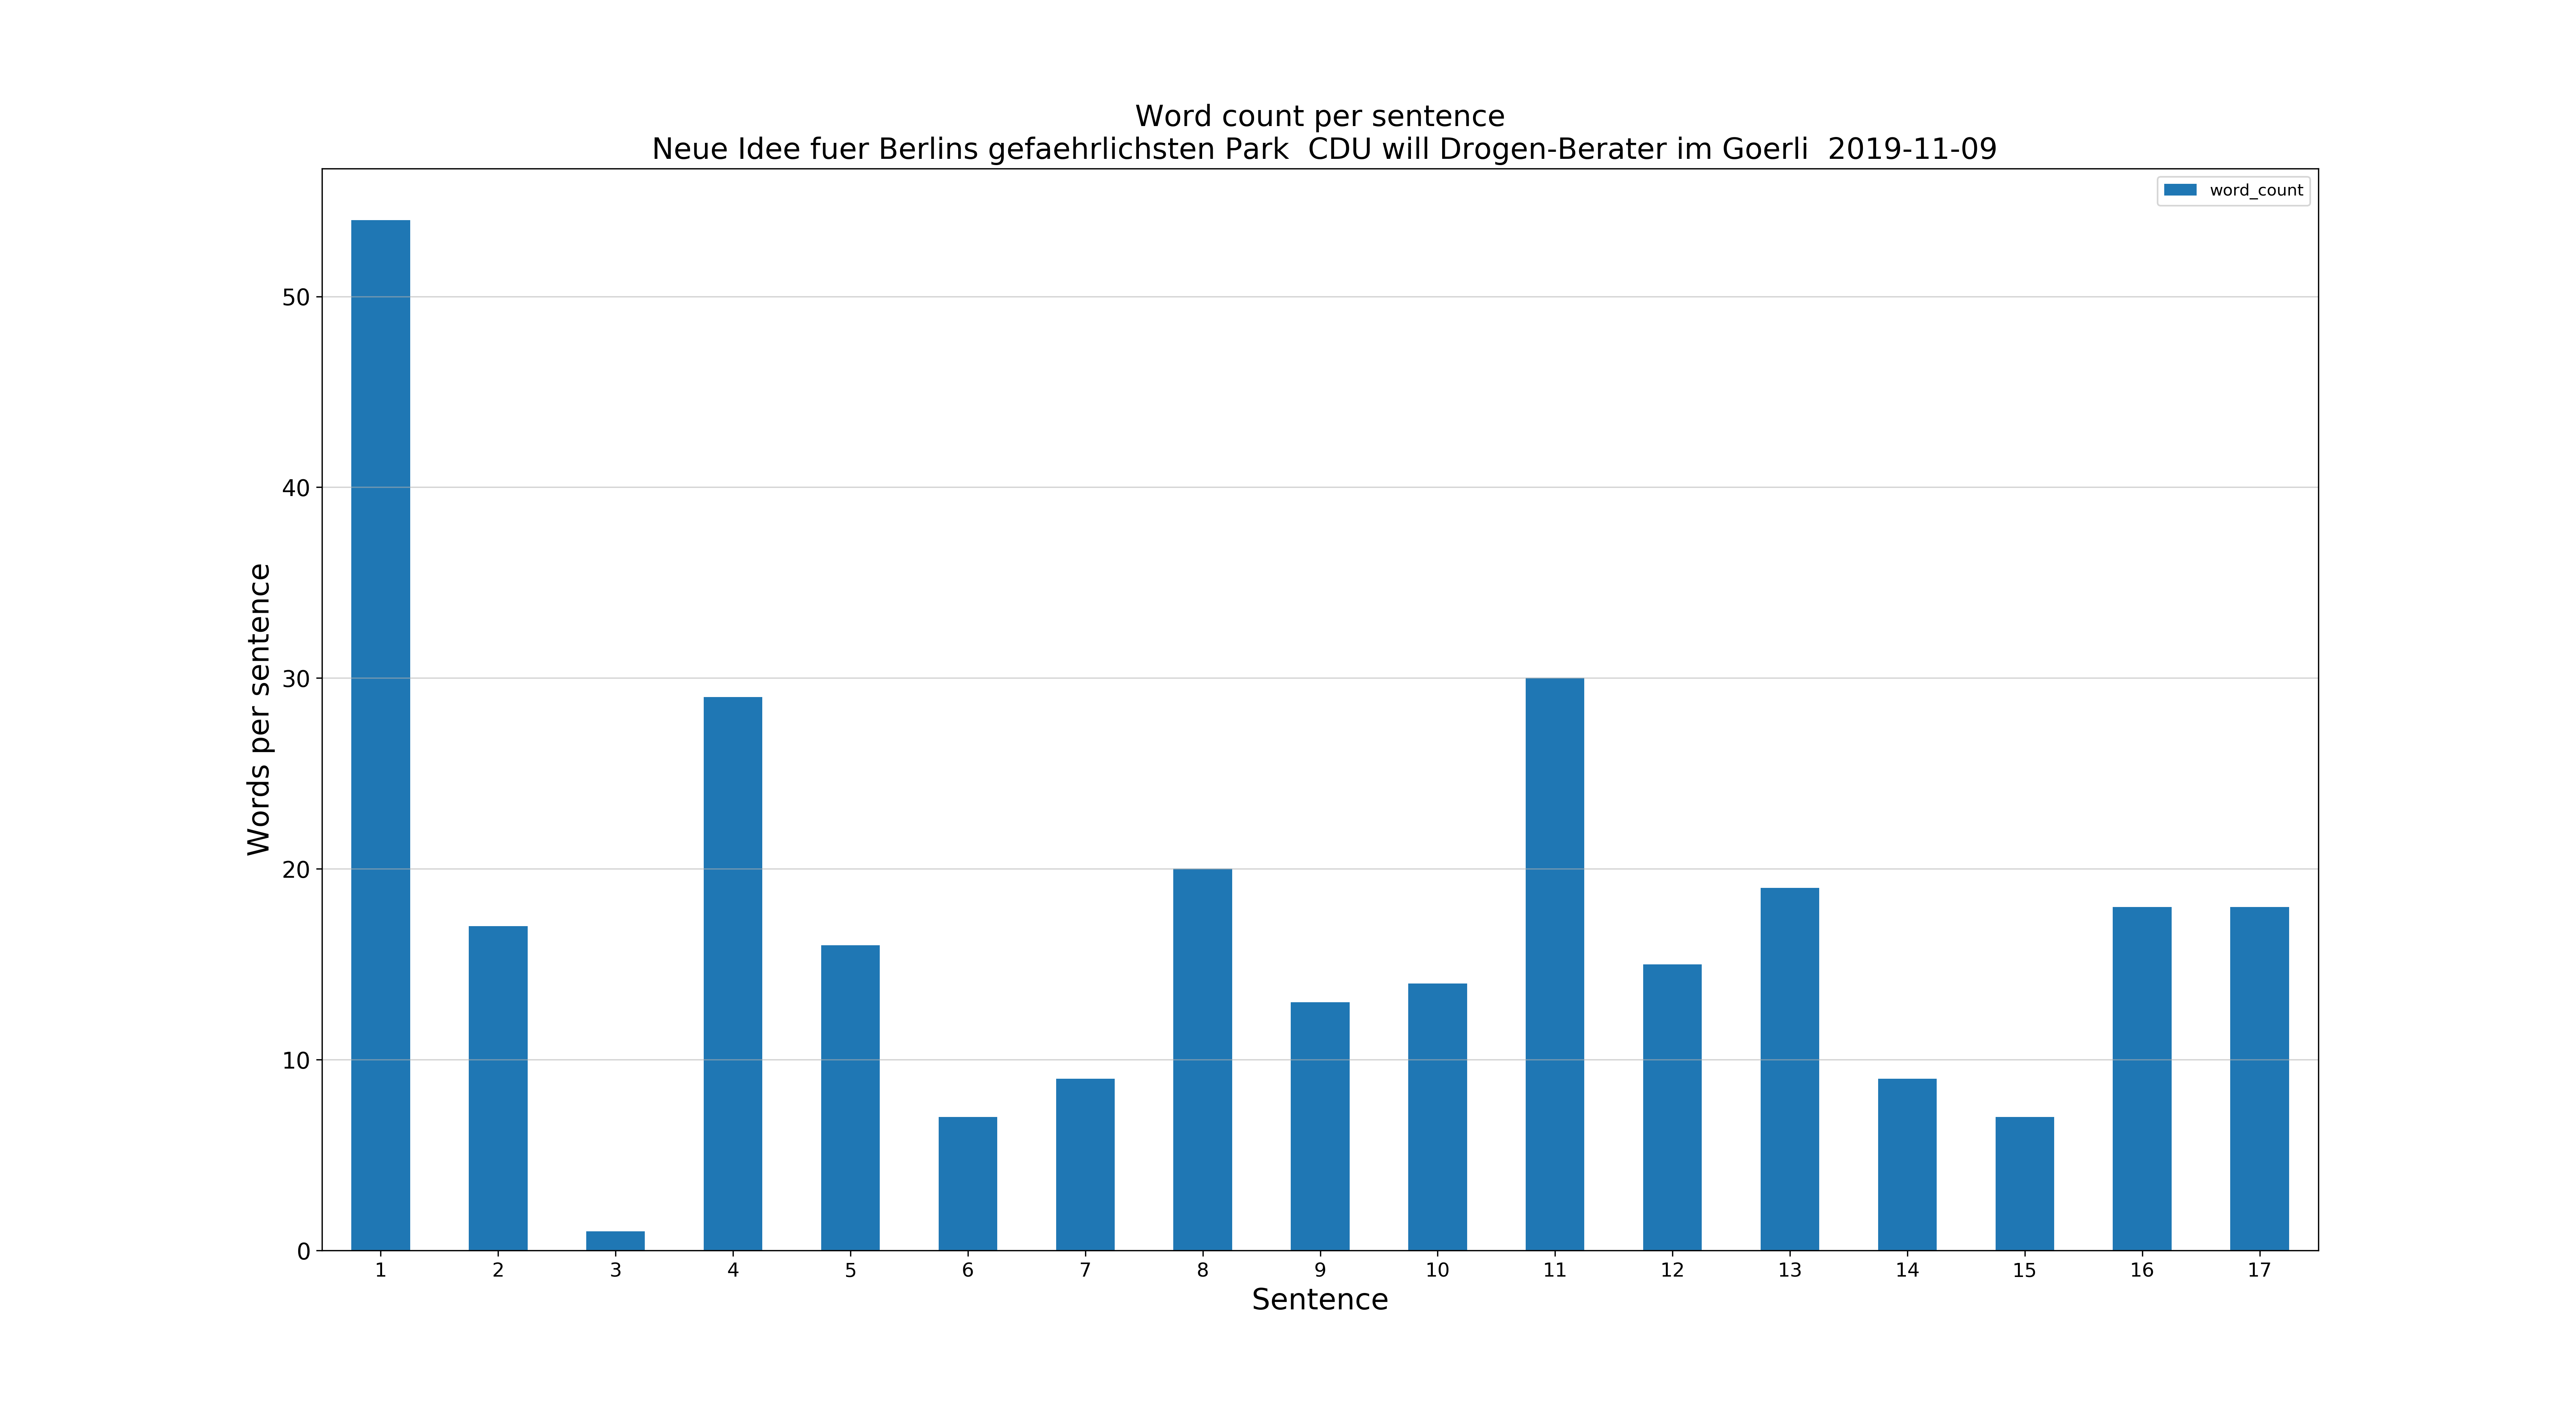 Word count per sentence
Neue Idee fuer Berlins gefaehrlichsten Park  CDU will Drogen-Berater im Goerli  2019-11-09
word_count
50
40
30
20
10
0
Words per sentence
1 2 3 4 5 6 7 8 9 10 11 12 13 14 15 16 17
Sentence